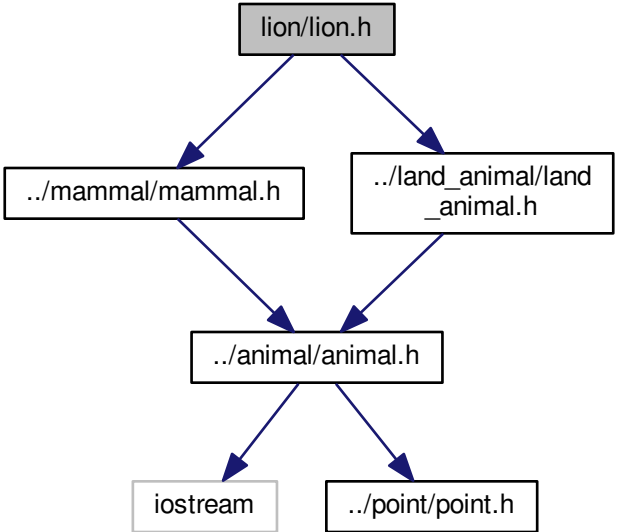 lion/lion.h
../mammal/mammal.h
../land_animal/land
_animal.h
../animal/animal.h
iostream
../point/point.h